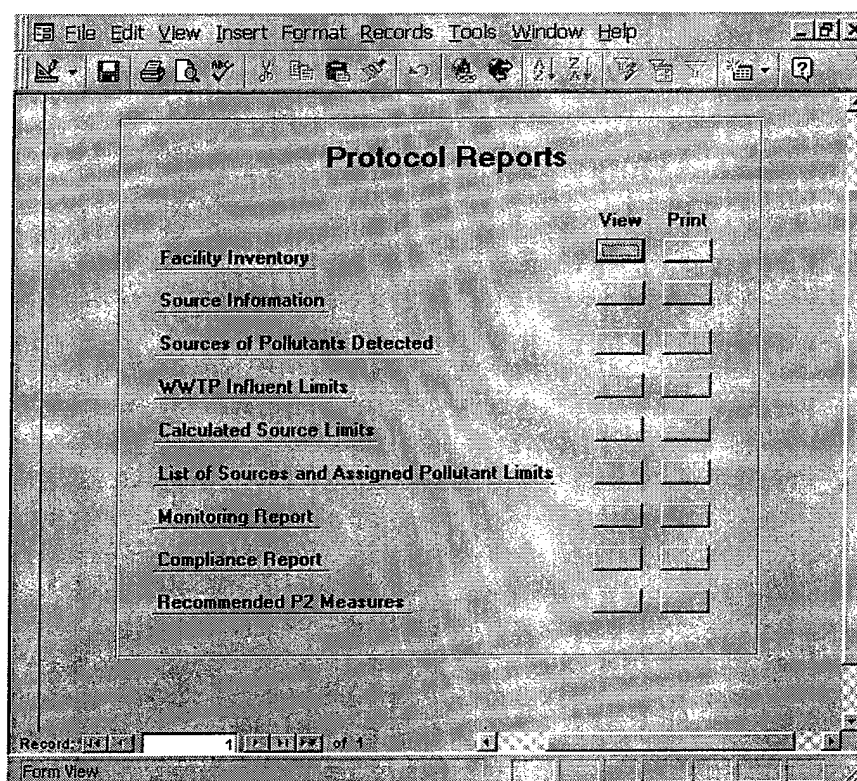 File Edit View Insert Format Records Tools Window Help
Protocol Reports
View Print
Facility Inventory
Source Information
Sources of Pollutants Detected
WWTP Influent Limits
Calculated Source Limits
List of Sources and Assigned Pollutant Limits
Monitoring Report
Compliance Report
Recommended P2 Measures
Record: 1 of 1
Form View